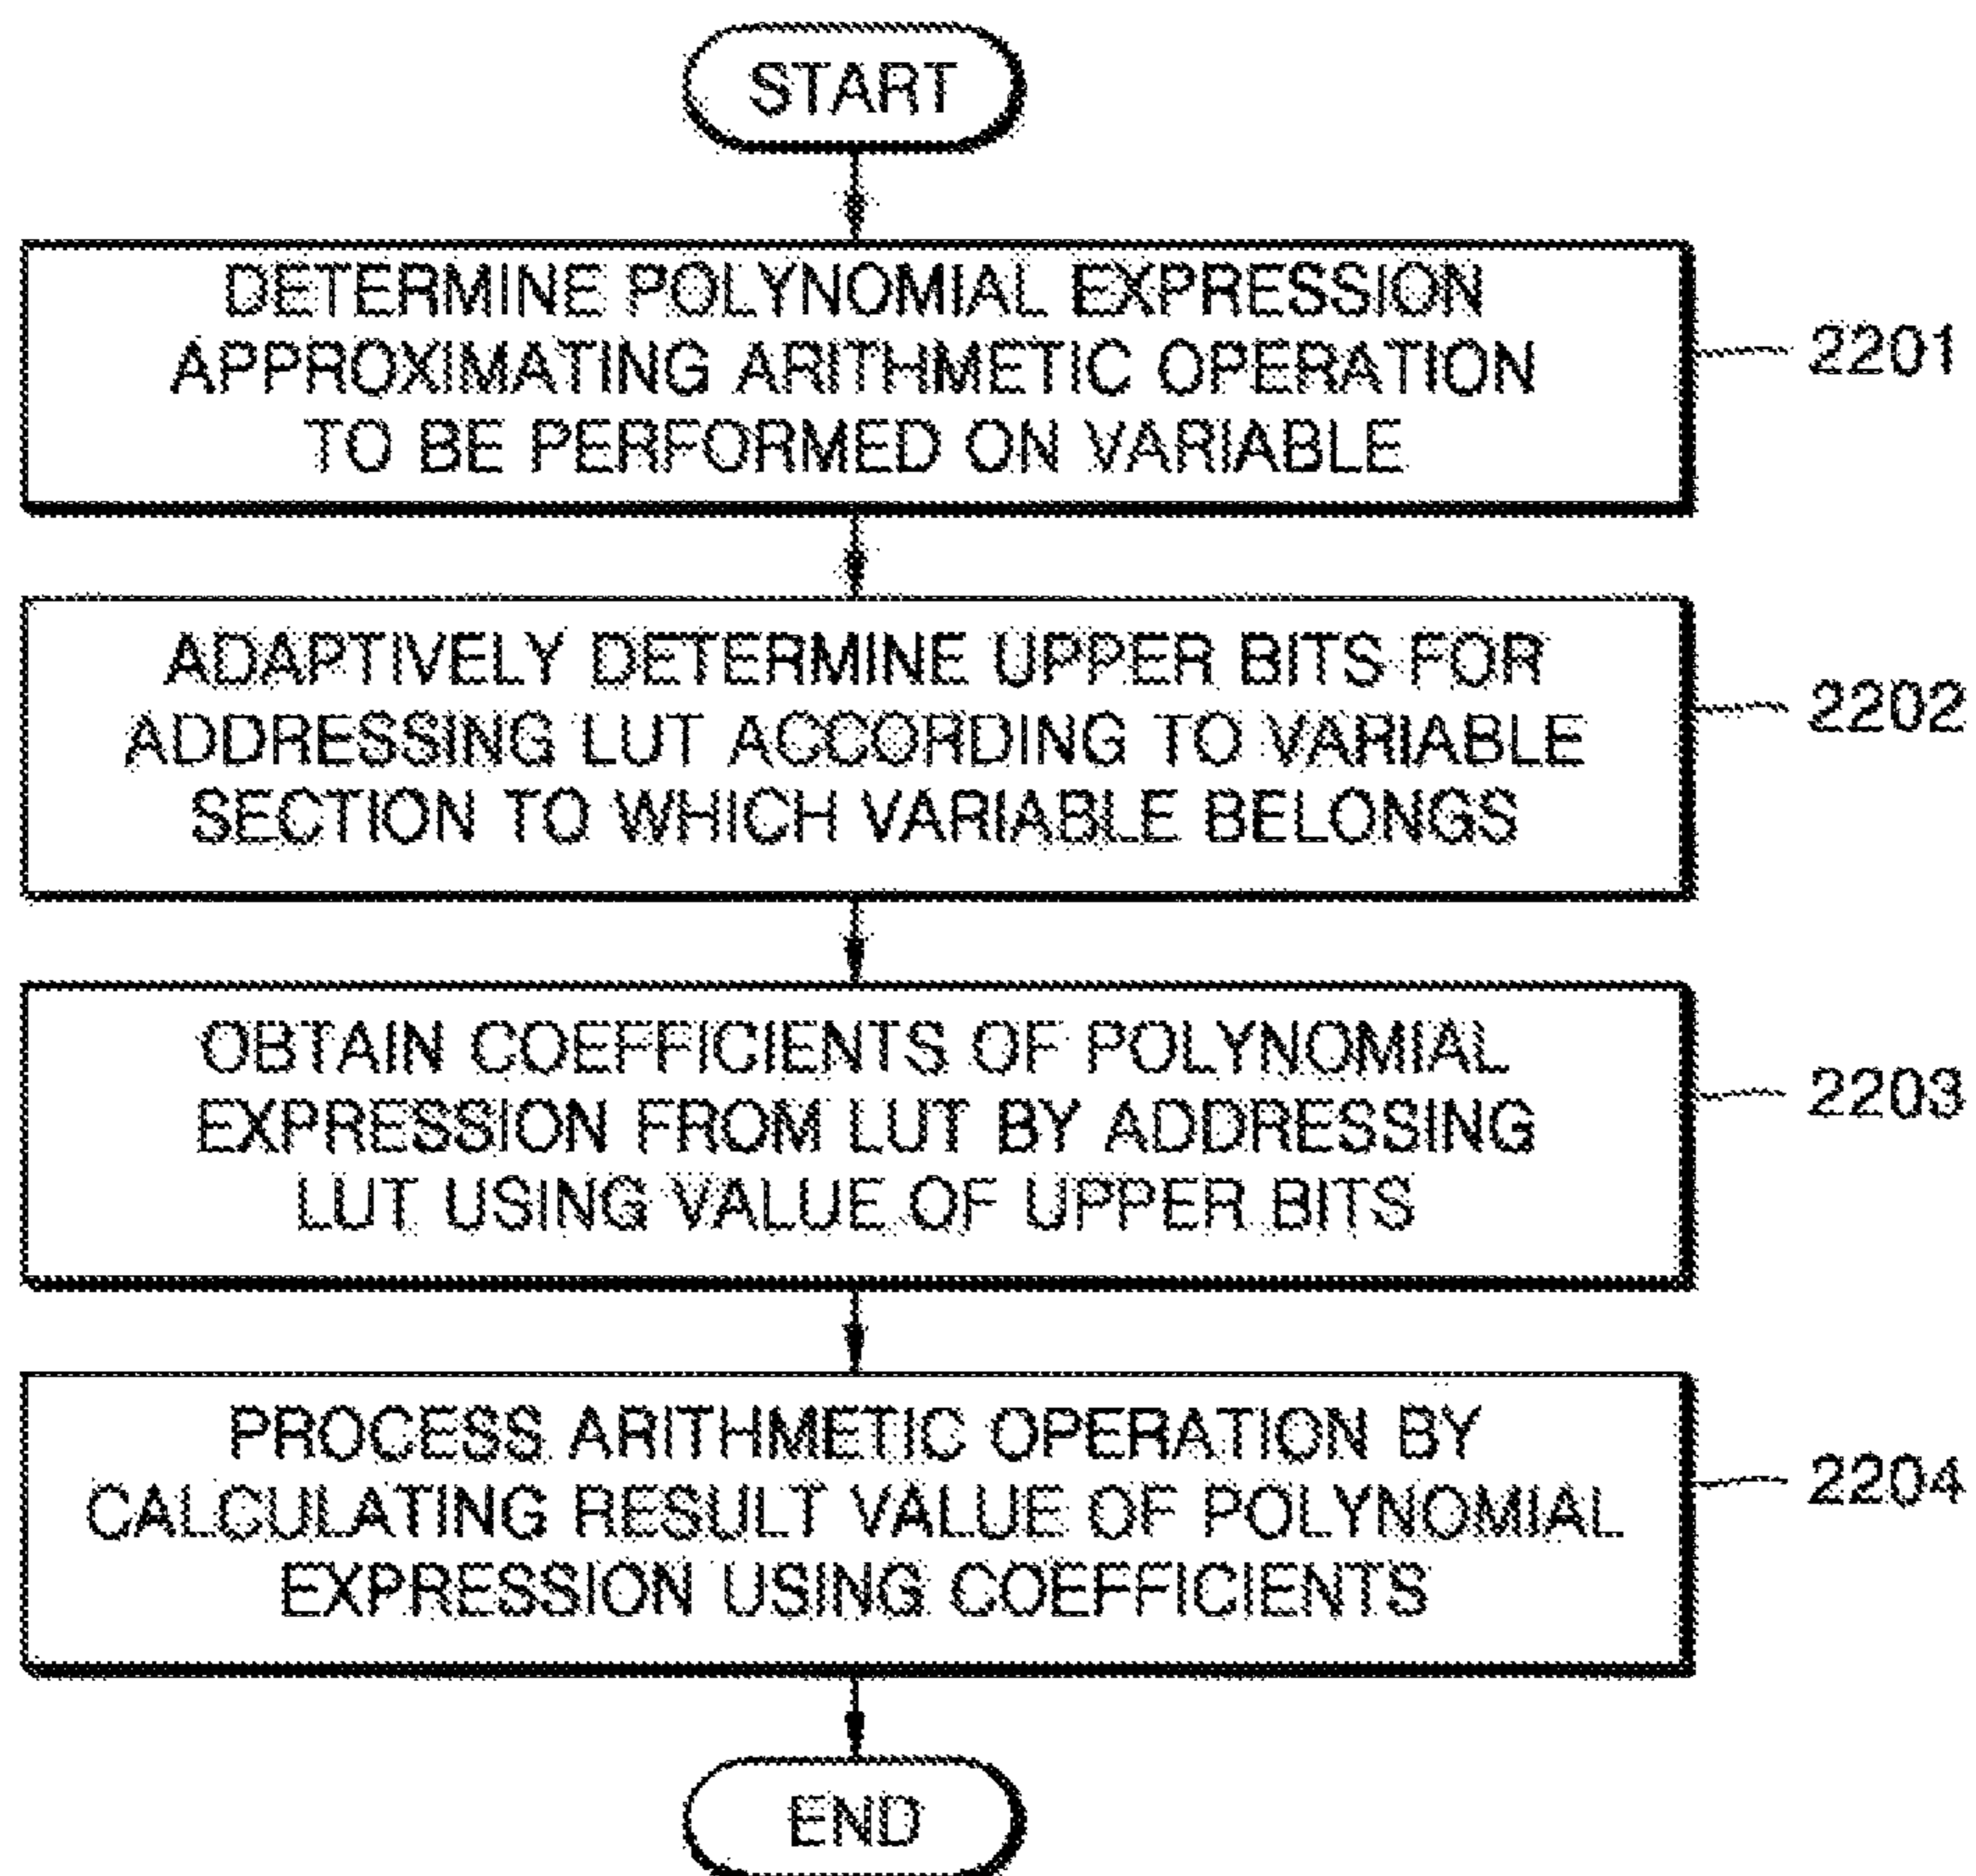 START
DETERMINE POLYNOMIAL EXPRESSION
APPROXIMATING ARITHMETIC OPERATION
TO BE PERFORMED ON VARIABLE
2201
ADAPTIVELY DETERMINE UPPER BITS FOR
ADDRESSING LUT ACCORDING TO VARIABLE
SECTION TO WHICH VARIABLE BELONGS
2202
OBTAIN COEFFICIENTS OF POLYNOMIAL
EXPRESSION FROM LUT BY ADDRESSING
LUT USING VALUE OF UPPER BITS
2203
PROCESS ARITHMETIC OPERATION BY
CALCULATING RESULT VALUE OF POLYNOMIAL
EXPRESSION USING COEFFICIENTS
2204
END